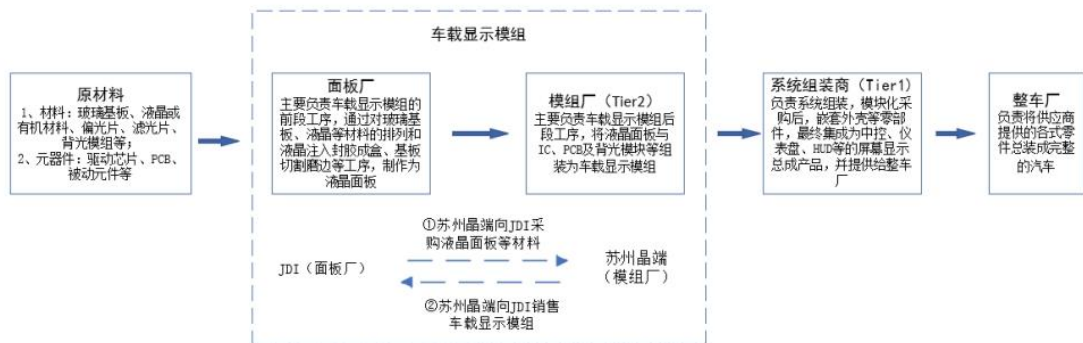 车载显示模组
原材料
1、材料：玻璃基板、液晶或
有机材料、偏光片、滤光片、
背光模组等；
2、元器件：驱动芯片、PCB、
被动元件等
面板厂
主要负责车载显示模组的
前段工序，通过对玻璃基
板、液晶等材料的排列和
液晶注入封胶成盒、基板
切割磨边等工序，制作为
液晶面板
模组厂（Tier2）
主要负责车载显示模组后
段工序，将液晶面板与
IC、PCB及背光模块等组
装为车载显示模组
系统组装商（Tier1）
负责系统组装，模块化采
购后，嵌套外壳等零部
件，最终集成为中控、仪
表盘、HUD等的屏幕显示
总成产品，并提供给整车
厂
整车厂
负责将供应商
提供的各式零
件总装成完整
的汽车
①苏州晶端向JDI采
购液晶面板等材料
JDI（面板厂）
苏州晶端
（模组厂）
②苏州晶端向JDI销售
车载显示模组